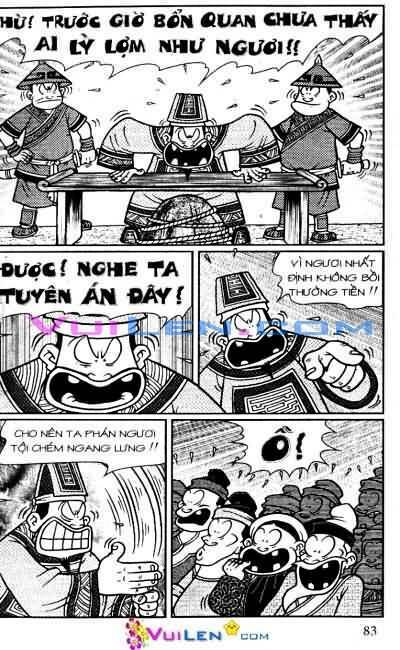 HỪ! TRƯỚC GIỜ BỔN QUAN CHƯA THẤY
AI LỲ LỢM NHƯ NGƯƠI!!
ĐƯỢC! NGHE TA
TUYÊN ÁN ĐÂY!
VÌ NGƯƠI NHẤT
ĐỊNH KHÔNG BỒI
THƯỜNG TIỀN!!
VUILEN.COM
CHO NÊN TA PHÁN NGƯƠI
TỘI CHÉM NGANG LƯNG!!
Ồ!
83
VUILEN.COM